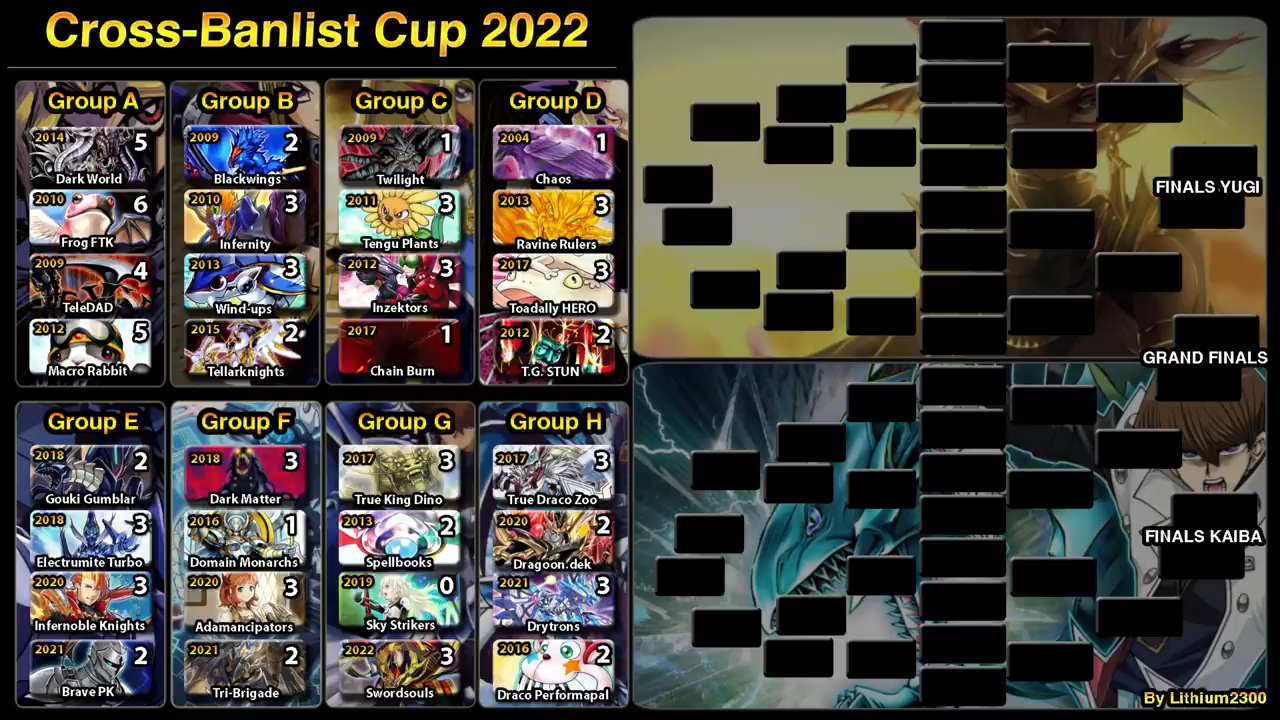 Cross-Banlist Cup 2022
Group A
2014 5
Dark World
2010 6
Frog FTK
2009 4
TeleDAD
2012 5
Macro Rabbit
Group B
2009 2
Blackwings
2010 3
Infernity
2013 3
Wind-ups
2015 2
Tellarknights
Group C
2009 1
Twilight
2011 3
Tengu Plants
2012 3
Inzektors
2017 1
Chain Burn
Group D
2004 1
Chaos
2013 3
Ravine Rulers
2017 3
Toadally HERO
2012 2
T.G. STUN
Group E
2018 2
Gouki Gumblar
2018 3
Electrumite Turbo
2020 3
Infernoble Knights
2021 2
Brave PK
Group F
2018 3
Dark Matter
2016 1
Domain Monarchs
2020 3
Adamancipators
2021 2
Tri-Brigade
Group G
2017 3
True King Dino
2013 2
Spellbooks
2019 0
Sky Strikers
2022 3
Swordsouls
Group H
2017 3
True Draco Zoo
2020 2
Dragoon.dek
2021 3
Drytrons
2016 2
Draco Performapal
FINALS YUGI
GRAND FINALS
FINALS KAIBA
By Lithium2300